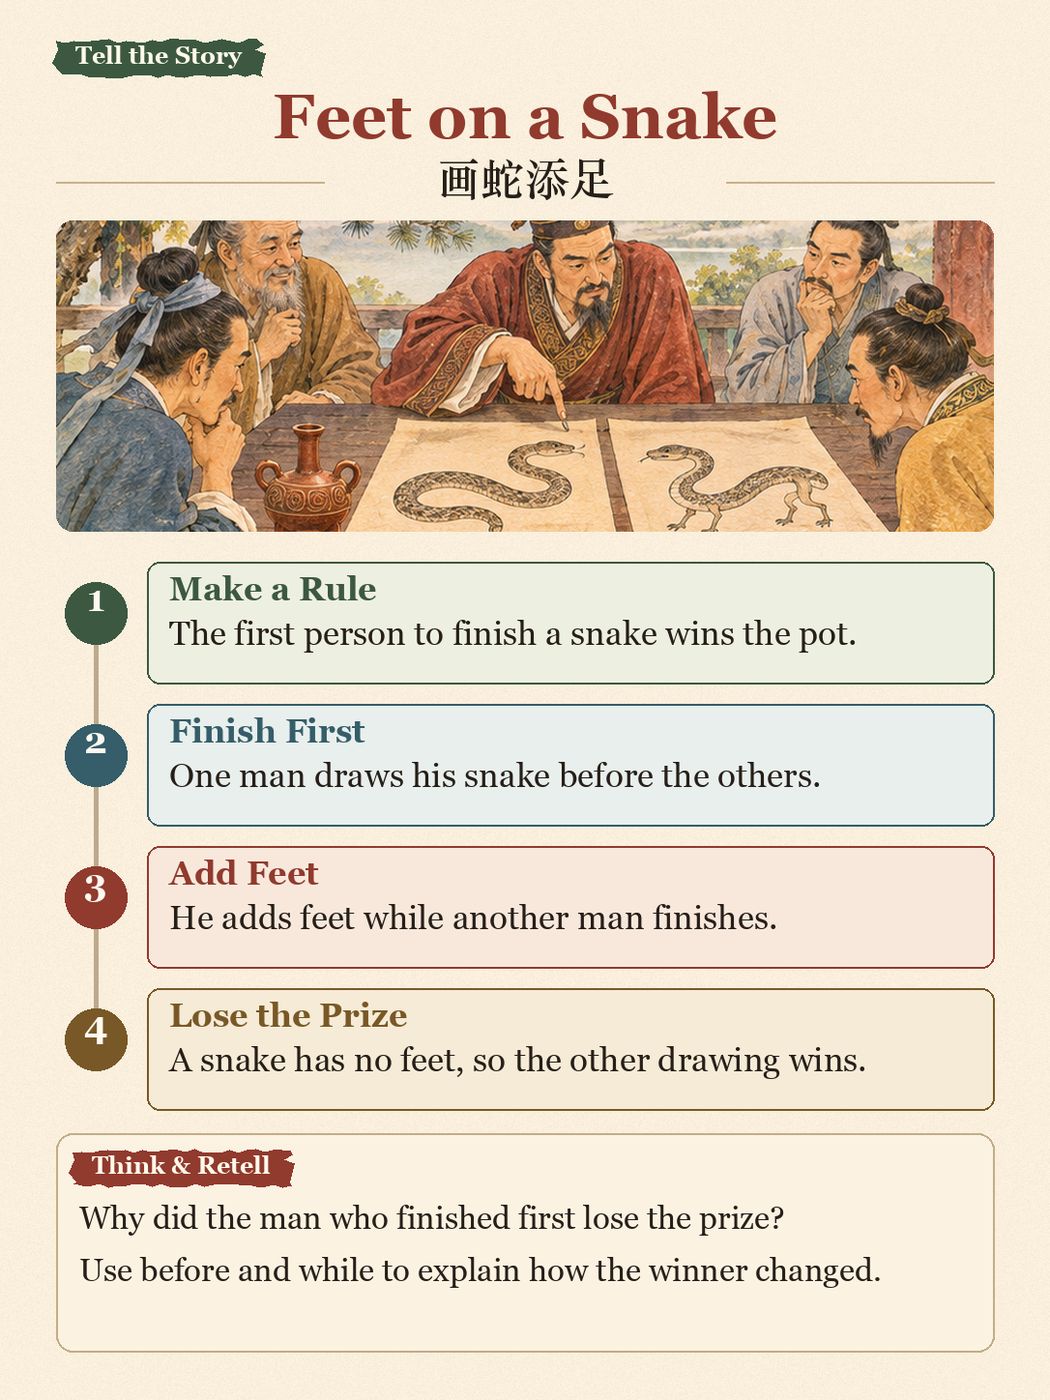 Tell the Story
Feet on a Snake
画蛇添足
1
Make a Rule
The first person to finish a snake wins the pot.
2
Finish First
One man draws his snake before the others.
3
Add Feet
He adds feet while another man finishes.
4
Lose the Prize
A snake has no feet, so the other drawing wins.
Think & Retell
Why did the man who finished first lose the prize?
Use before and while to explain how the winner changed.